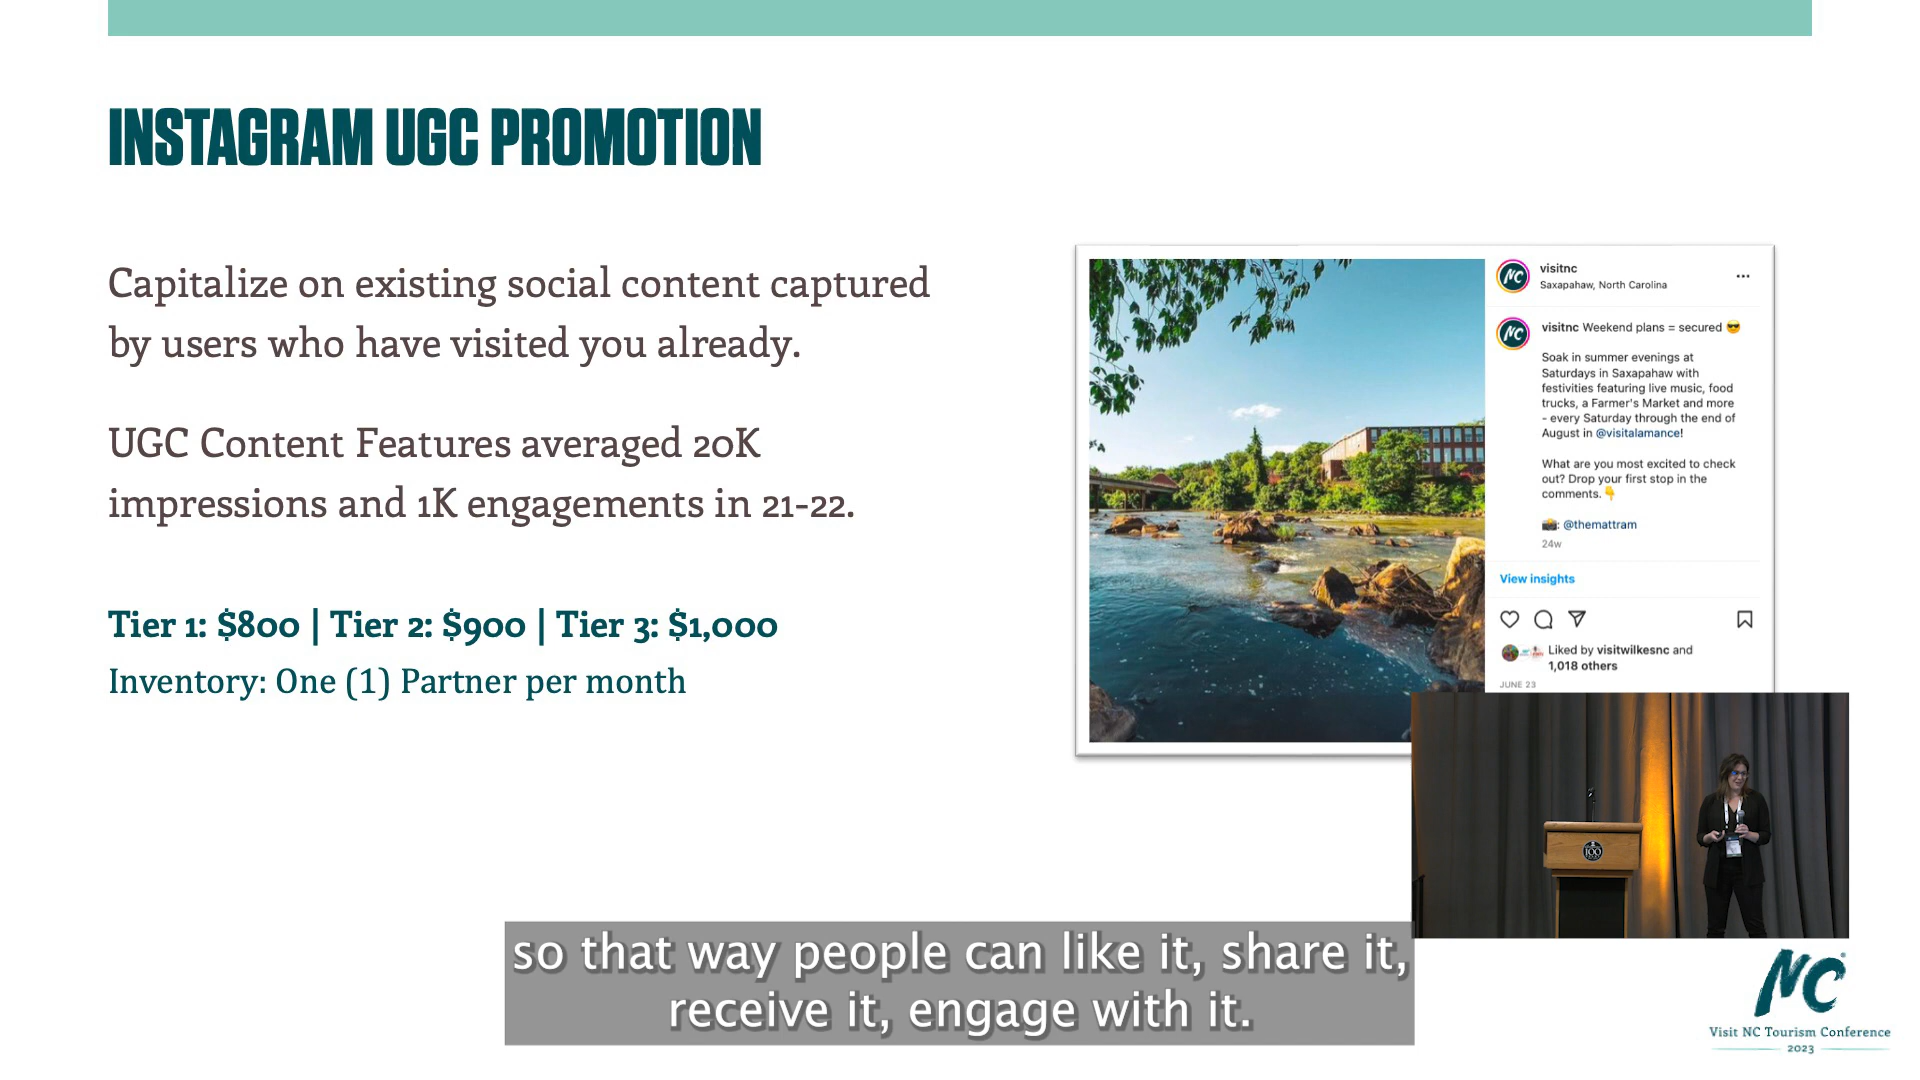 INSTAGRAM UGC PROMOTION
Capitalize on existing social content captured
by users who have visited you already.
UGC Content Features averaged 20K
impressions and 1K engagements in 21-22.
Tier 1: $800 | Tier 2: $900 | Tier 3: $1,000
Inventory: One (1) Partner per month
NC
visitnc
Saxapahaw, North Carolina
NC
visitnc Weekend plans = secured 😎
Soak in summer evenings at
Saturdays in Saxapahaw with
festivities featuring live music, food
trucks, a Farmer's Market and more
- every Saturday through the end of
August in @visitalamance!
What are you most excited to check
out? Drop your first stop in the
comments.👇
📸: @themattram
24w
View insights
Liked by visitwilkesnc and
1,018 others
JUNE 23
100
so that way people can like it, share it,
receive it, engage with it.
NC
Visit NC Tourism Conference
2023